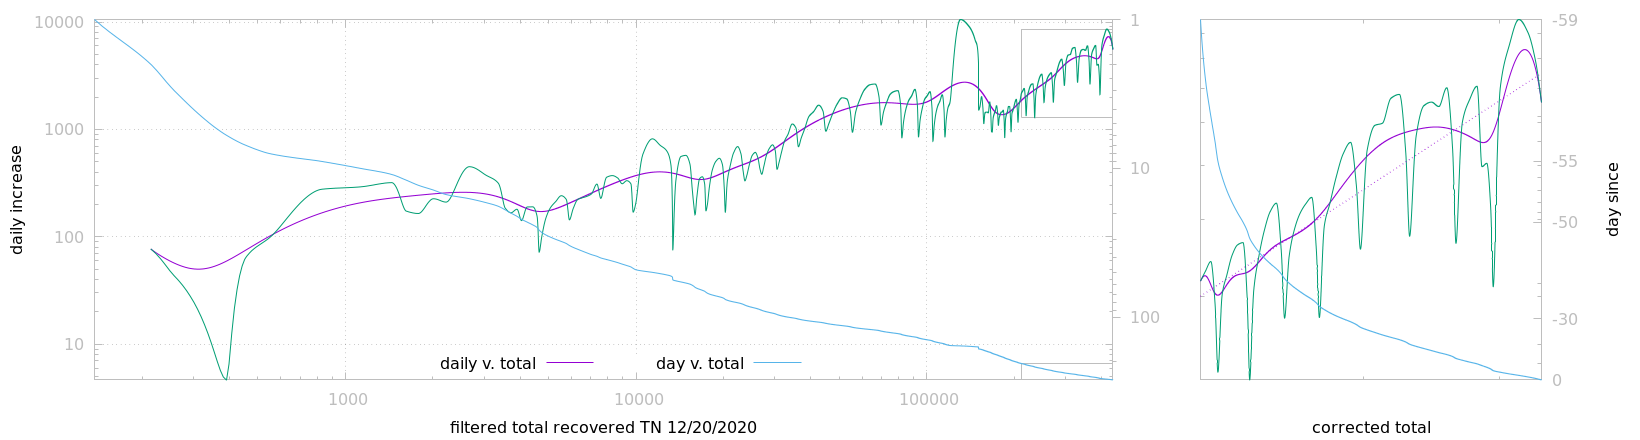 10000
1000
100
10
daily increase
1000
10000
100000
filtered total recovered TN 12/20/2020
daily v. total
day v. total
1
10
100
-59
-55
-50
-30
0
day since
corrected total